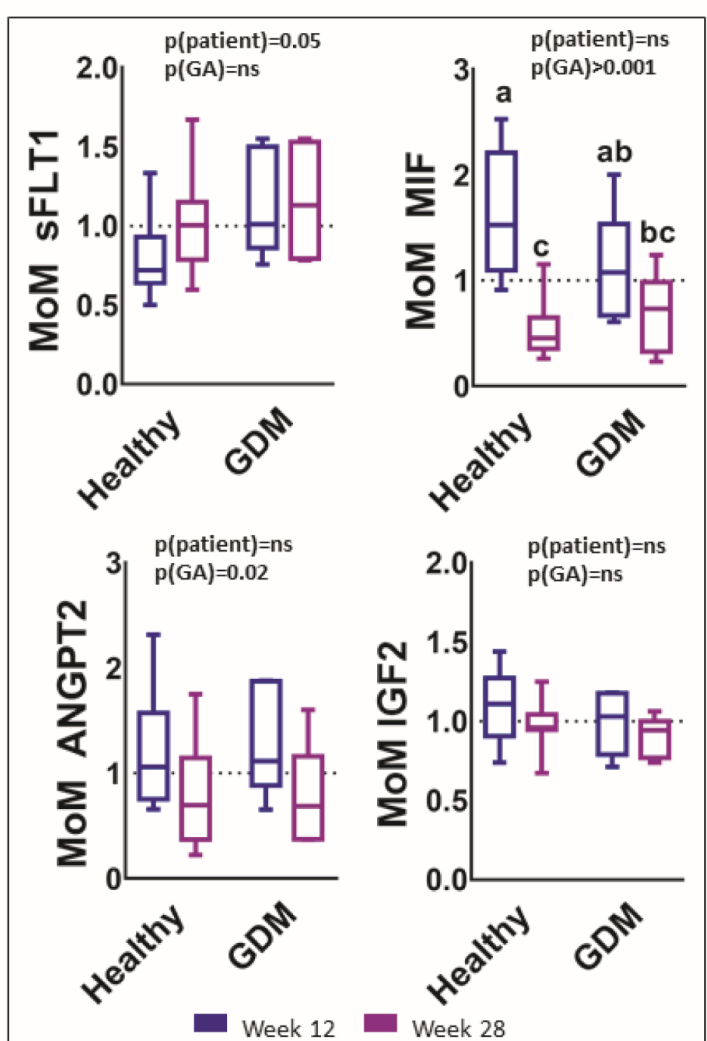 p(patient)=0.05
p(GA)=ns
MoM sFLT1
2.0
1.5
1.0
0.5
0.0
Healthy
GDM
p(patient)=ns
p(GA)>0.001
MoM MIF
3
2
1
0
a
c
ab
bc
Healthy
GDM
p(patient)=ns
p(GA)=0.02
MoM ANGPT2
3
2
1
0
Healthy
GDM
p(patient)=ns
p(GA)=ns
MoM IGF2
2.0
1.5
1.0
0.5
0.0
Healthy
GDM
Week 12 Week 28